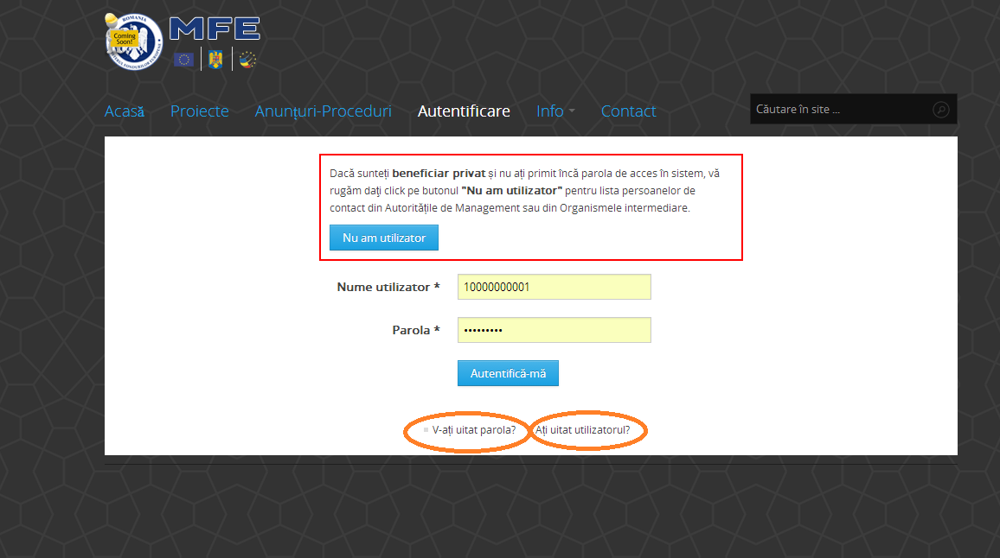 ROMANIA
Coming
Soon!
MFE
Acasă
Proiecte
Anunțuri-Proceduri
Autentificare
Info
Contact
Căutare în site ...
Dacă sunteți beneficiar privat și nu ați primit încă parola de acces în sistem, vă
rugăm daţi click pe butonul "Nu am utilizator" pentru lista persoanelor de
contact din Autoritățile de Management sau din Organismele intermediare.
Nu am utilizator
Nume utilizator *
10000000001
Parola *
•••••••••
Autentifică-mă
V-ați uitat parola?
Ați uitat utilizatorul?